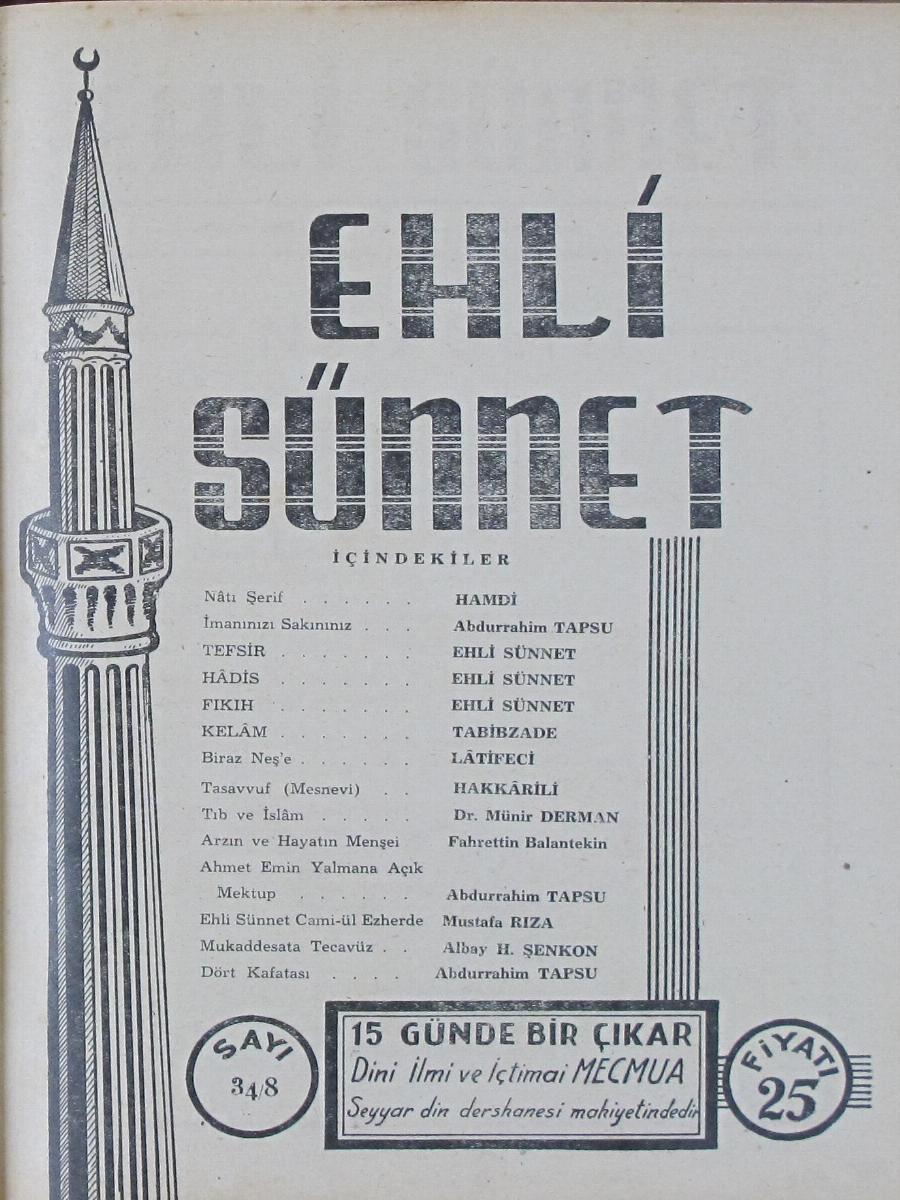 EHLİ
SÜNNET
İÇİNDEKİLER
Nâtı Şerif . . . . . . HAMDİ
İmanınızı Sakınınız . . . Abdurrahim TAPSU
TEFSİR . . . . . . . EHLİ SÜNNET
HÂDİS . . . . . . . EHLİ SÜNNET
FIKIH . . . . . . . EHLİ SÜNNET
KELÂM . . . . . . . TABİBZADE
Biraz Neş'e . . . . . . LÂTİFECİ
Tasavvuf (Mesnevi) . . HAKKÂRİLİ
Tıb ve İslâm . . . . . Dr. Münir DERMAN
Arzın ve Hayatın Menşei Fahrettin Balantekin
Ahmet Emin Yalmana Açık
Mektup . . . . . . Abdurrahim TAPSU
Ehli Sünnet Cami-ül Ezherde Mustafa RIZA
Mukaddesata Tecavüz . . Albay H. ŞENKON
Dört Kafatası . . . . Abdurrahim TAPSU
SAYI
34/8
15 GÜNDE BİR ÇIKAR
Dini İlmi ve İçtimai MECMUA
Seyyar din dershanesi mahiyetindedir
FİYATI
25